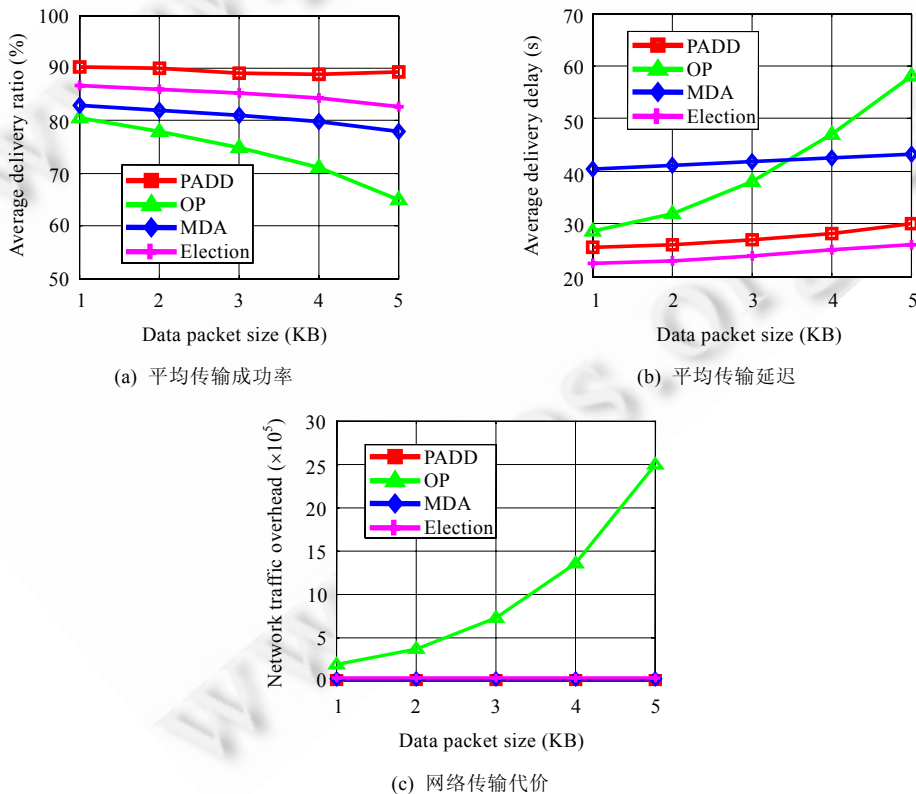 Average delivery ratio (%)
100
90
80
70
60
50
PADD
OP
MDA
Election
1 2 3 4 5
Data packet size (KB)
(a) 平均传输成功率
Average delivery delay (s)
70
60
50
40
30
20
PADD
OP
MDA
Election
1 2 3 4 5
Data packet size (KB)
(b) 平均传输延迟
Network traffic overhead (×10⁵)
30
25
20
15
10
5
0
PADD
OP
MDA
Election
1 2 3 4 5
Data packet size (KB)
(c) 网络传输代价